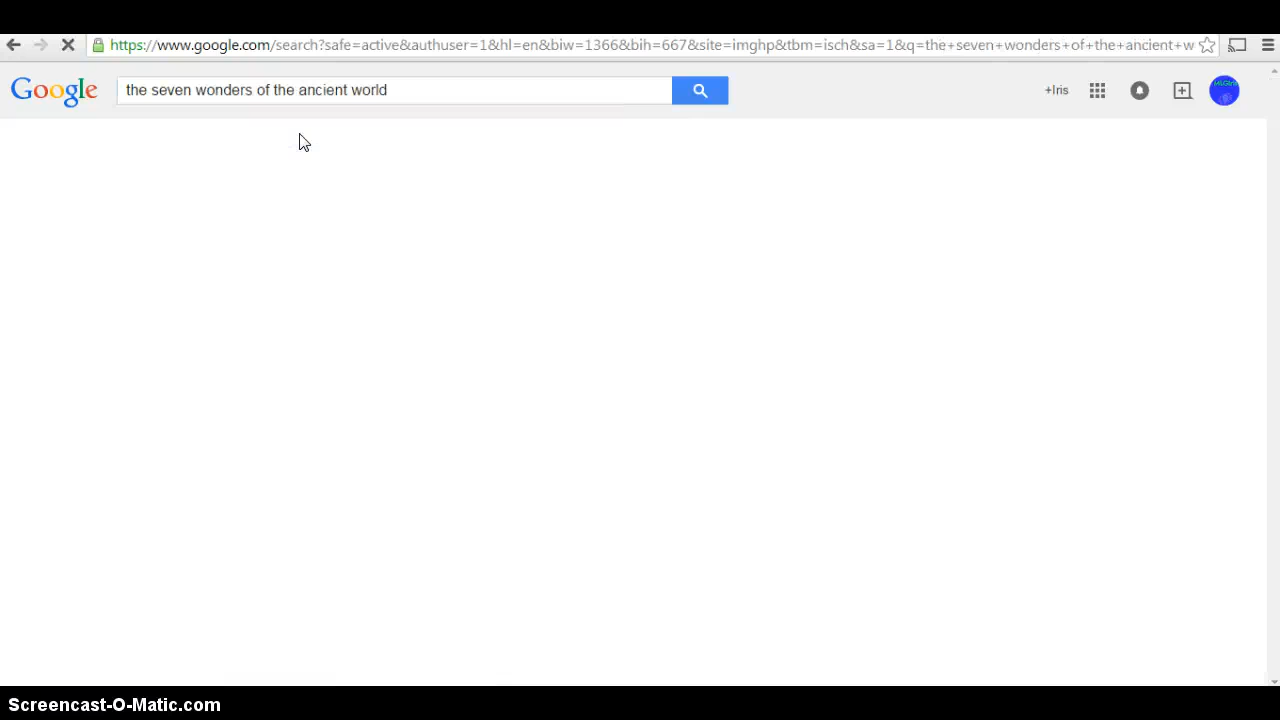 https://www.google.com/search?safe=active&authuser=1&hl=en&biw=1366&bih=667&site=imghp&tbm=isch&sa=1&q=the+seven+wonders+of+the+ancient+w
Google
the seven wonders of the ancient world
+Iris
Screencast-O-Matic.com